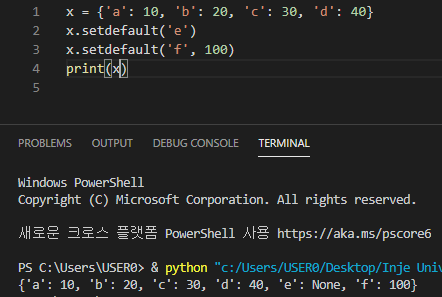 1 x = {'a': 10, 'b': 20, 'c': 30, 'd': 40}
2 x.setdefault('e')
3 x.setdefault('f', 100)
4 print(x)
5
PROBLEMS OUTPUT DEBUG CONSOLE TERMINAL
Windows PowerShell
Copyright (C) Microsoft Corporation. All rights reserved.
새로운 크로스 플랫폼 PowerShell 사용 https://aka.ms/pscore6
PS C:\Users\USER0> & python "c:/Users/USER0/Desktop/Inje Uni
{'a': 10, 'b': 20, 'c': 30, 'd': 40, 'e': None, 'f': 100}